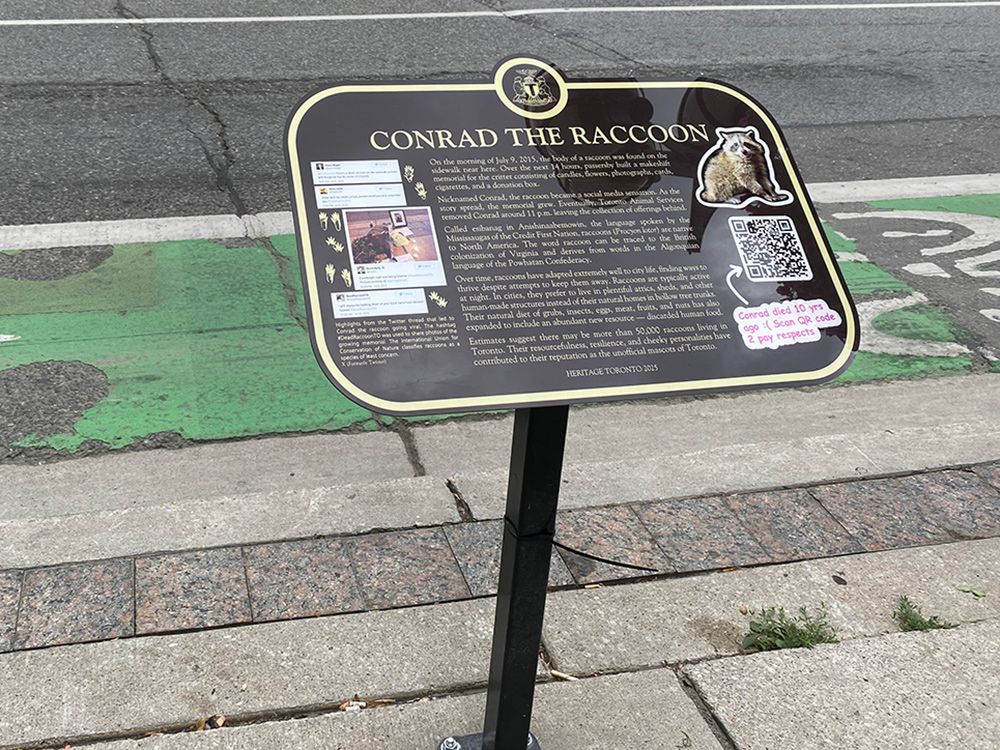 CONRAD THE RACCOON
On the morning of July 9, 2015, the body of a raccoon was found on the
sidewalk near here. Over the next 14 hours, passersby built a makeshift
memorial for the critter consisting of candles, flowers, photographs, cards,
cigarettes, and a donation box.
Nicknamed Conrad, the raccoon became a social media sensation. As the
story spread, the memorial grew. Eventually, Toronto Animal Services
removed Conrad around 11 p.m. leaving the collection of offerings behind.
Called esibanag in Anishinaabemowin, the language spoken by the
Mississaugas of the Credit First Nation, raccoon (Procyon lotor) are native
to North America. The word raccoon can be traced to the British
colonization of Virginia and derives from words in the Algonquian
language of the Powhatan Confederacy.
Over time, raccoons have adapted extremely well to city life, finding ways to
thrive despite attempts to keep them away. Raccoons are typically active
at night. In cities, they prefer to live in plentiful attics, sheds, and other
human-made structures instead of their natural homes in hollow tree trunks.
Their natural diet of grubs, insects, eggs, meat, fruits, and nuts has also
expanded to include an abundant new resource — discarded human food.
Estimates suggest there may be more than 50,000 raccoons living in
Toronto. Their resourcefulness, resilience, and cheeky personalities have
contributed to their reputation as the unofficial mascots of Toronto.
HERITAGE TORONTO 2025
Highlights from the Twitter thread that led to
Conrad the raccoon going viral. The hashtag
#DeadRaccoonTO was used to share photos of the
growing memorial. The International Union for
Conservation of Nature classifies raccoons as a
species of least concern.
X (Formerly Twitter)
Conrad died 10 yrs
ago :( Scan QR code
2 pay respects